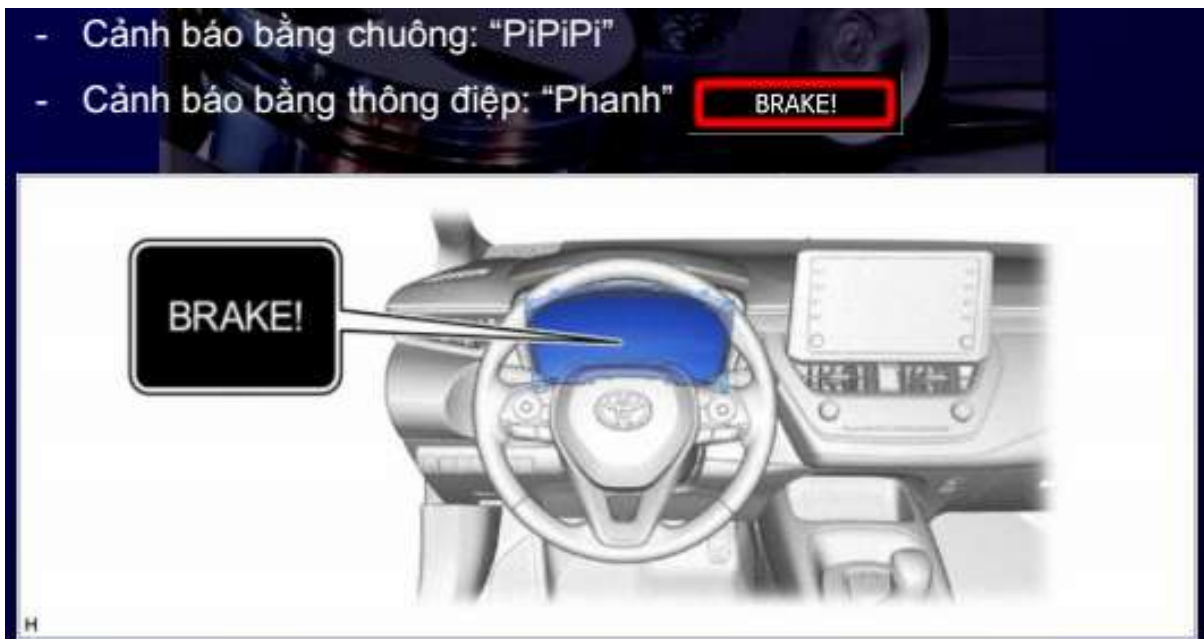 - Cảnh báo bằng chuông: “PiPiPi”
- Cảnh báo bằng thông điệp: “Phanh” BRAKE!
BRAKE!
H